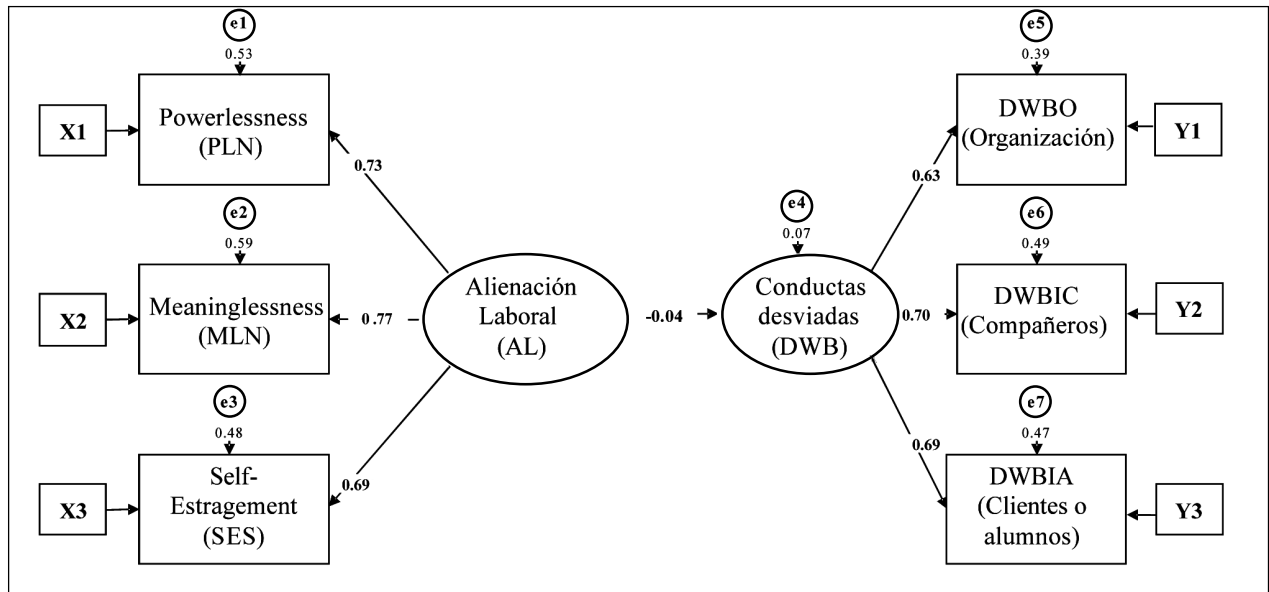 e1
0.53
Powerlessness
(PLN)
X1
0.73
e2
0.59
Meaninglessness
(MLN)
X2
0.77
e3
0.48
Self-
Estragement
(SES)
X3
0.69
Alienación
Laboral
(AL)
-0.04
e4
0.07
Conductas
desviadas
(DWB)
e5
0.39
DWBO
(Organización)
Y1
0.63
e6
0.49
DWBIC
(Compañeros)
Y2
0.70
e7
0.47
DWBIA
(Clientes o
alumnos)
Y3
0.69